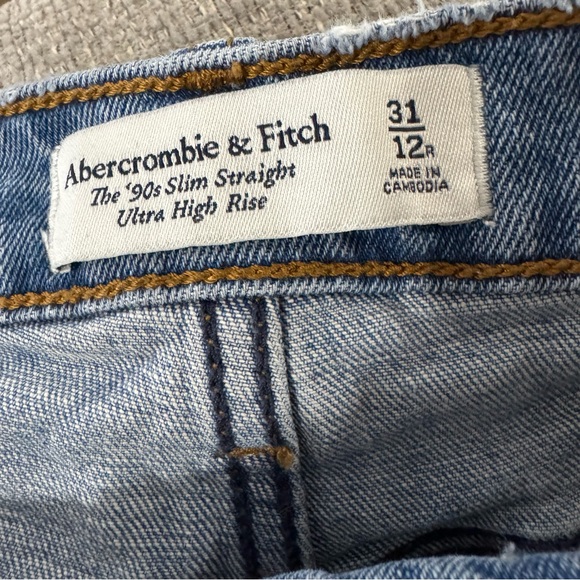 Abercrombie & Fitch
The '90s Slim Straight
Ultra High Rise
31
12R
MADE IN
CAMBODIA